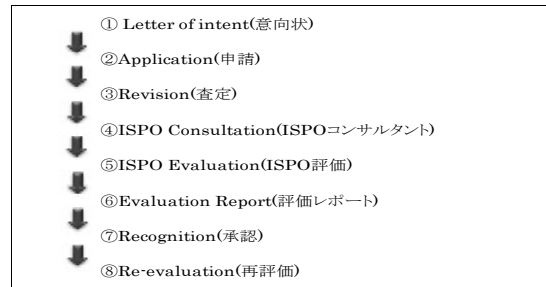 ① Letter of intent(意向状)
②Application(申請)
③Revision(査定)
④ISPO Consultation(ISPOコンサルタント)
⑤ISPO Evaluation(ISPO評価)
⑥Evaluation Report(評価レポート)
⑦Recognition(承認)
⑧Re-evaluation(再評価)